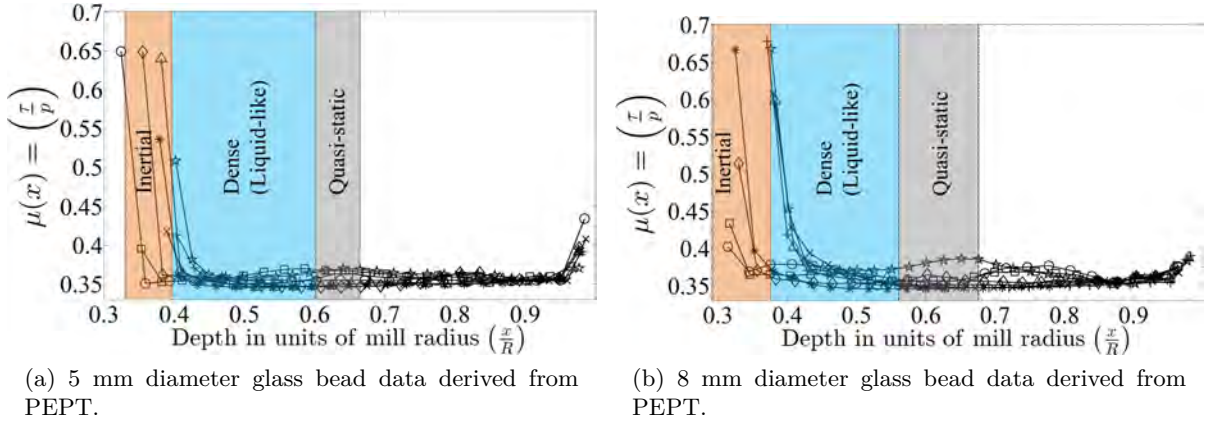 0.7
0.65
0.6
0.55
0.5
0.45
0.4
0.35
μ(x) = (τ/p)
Inertial
Dense
(Liquid-like)
Quasi-static
0.3 0.4 0.5 0.6 0.7 0.8 0.9
Depth in units of mill radius (x/R)
(a) 5 mm diameter glass bead data derived from
PEPT.
0.7
0.65
0.6
0.55
0.5
0.45
0.4
0.35
μ(x) = (τ/p)
Inertial
Dense
(Liquid-like)
Quasi-static
0.3 0.4 0.5 0.6 0.7 0.8 0.9
Depth in units of mill radius (x/R)
(b) 8 mm diameter glass bead data derived from
PEPT.